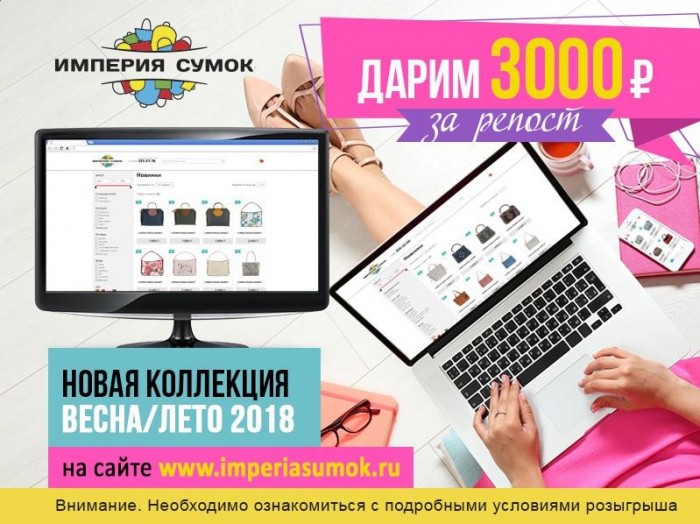 ИМПЕРИЯ СУМОК
ДАРИМ 3000 ₽
за репост
Новинки
НОВАЯ КОЛЛЕКЦИЯ
ВЕСНА/ЛЕТО 2018
на сайте www.imperiasumok.ru
Внимание. Необходимо ознакомиться с подробными условиями розыгрыша